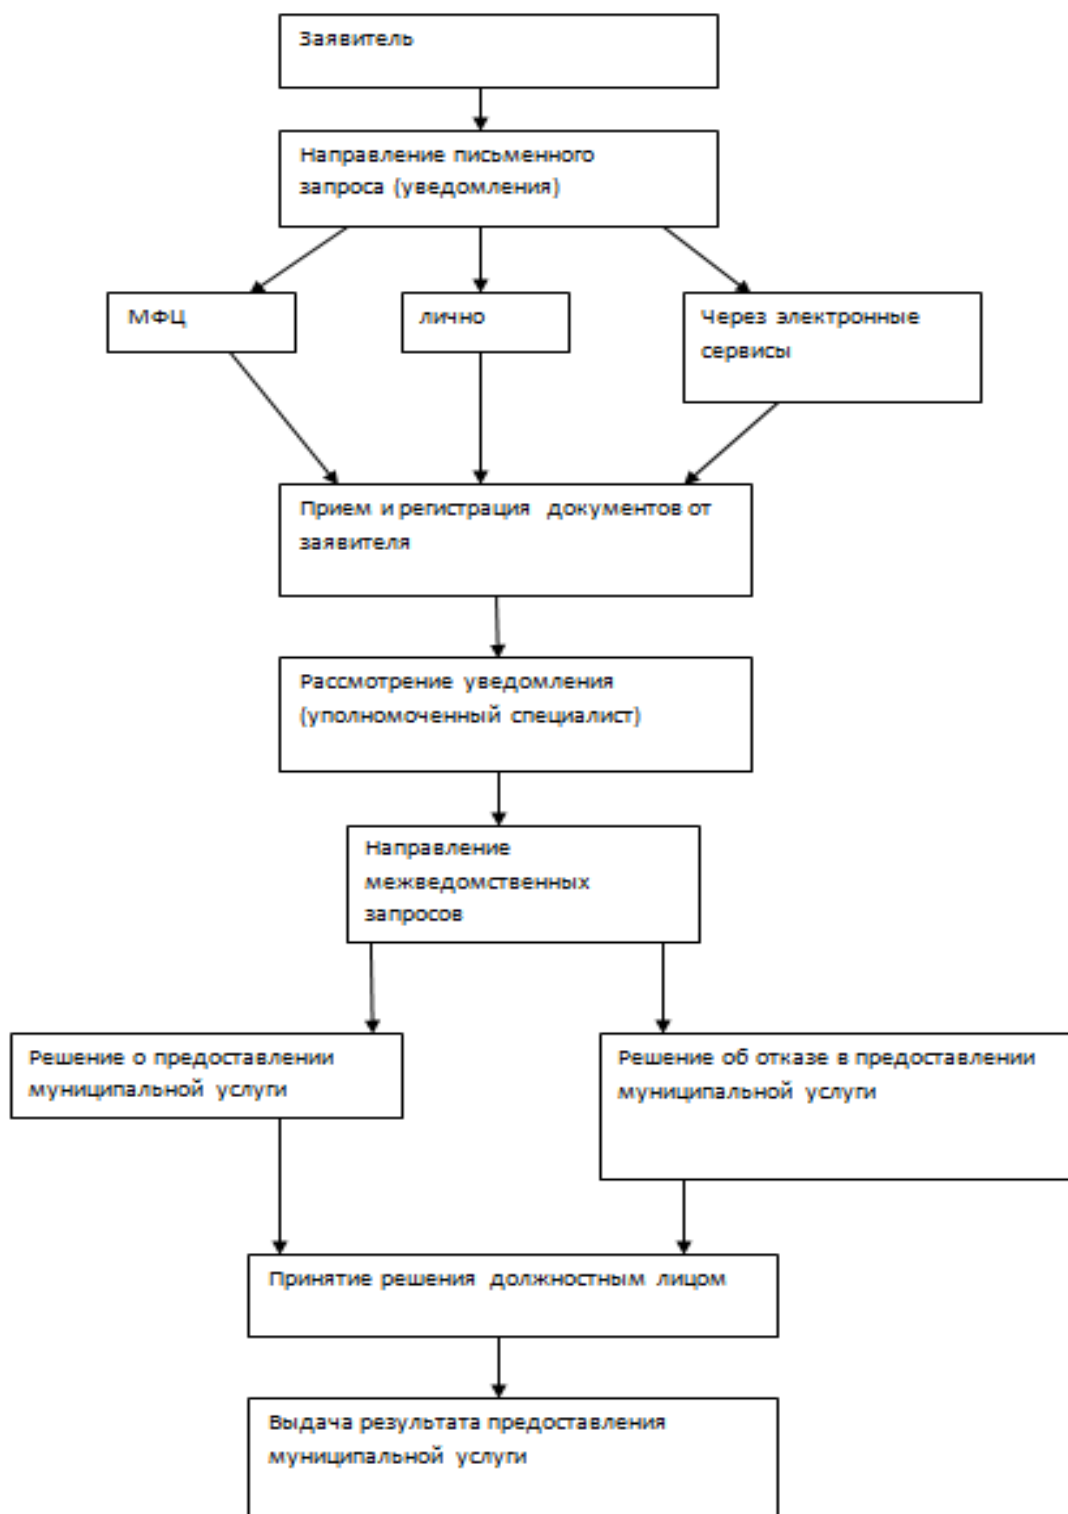 Заявитель
Направление письменного
запроса (уведомления)
МФЦ
лично
Через электронные
сервисы
Прием и регистрация документов от
заявителя
Рассмотрение уведомления
(уполномоченный специалист)
Направление
межведомственных
запросов
Решение о предоставлении
муниципальной услуги
Решение об отказе в предоставлении
муниципальной услуги
Принятие решения должностным лицом
Выдача результата предоставления
муниципальной услуги